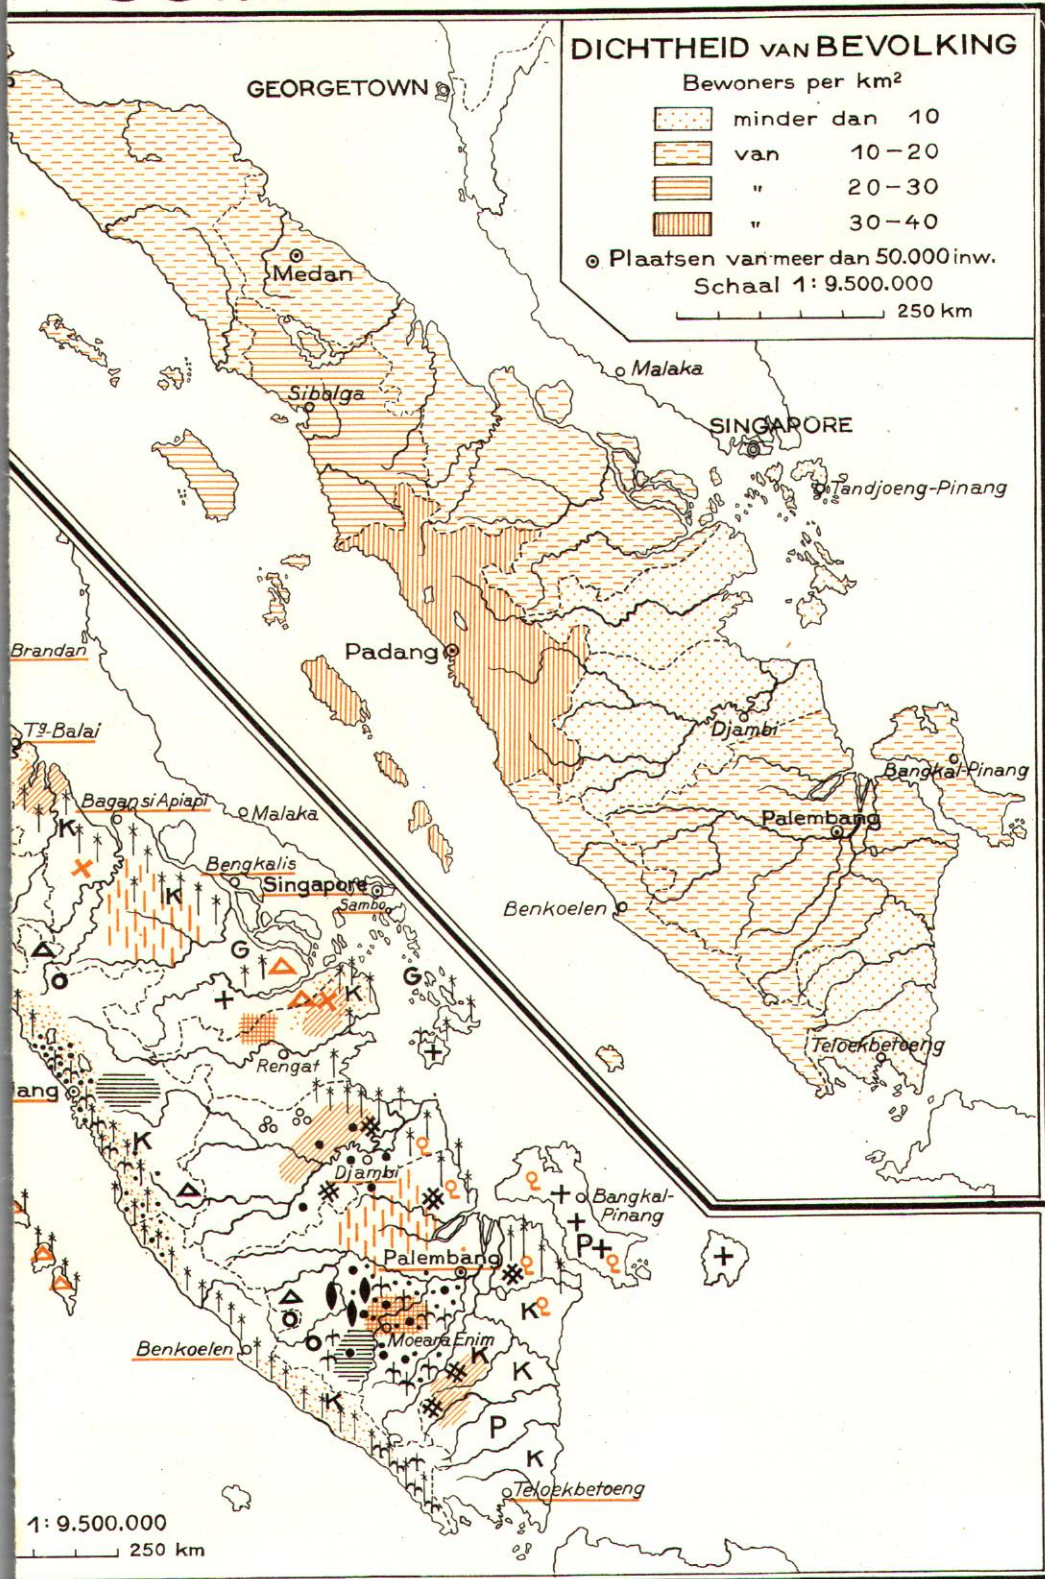 DICHTHEID VAN BEVOLKING
Bewoners per km²
minder dan 10
van 10-20
" 20-30
" 30-40
Plaatsen van meer dan 50.000 inw.
Schaal 1: 9.500.000
250 km
GEORGETOWN
Medan
Malaka
Sibolga
SINGAPORE
Tandjoeng-Pinang
Padang
Djambi
Bangkal-Pinang
Palembang
Benkoelen
Teloekbetoeng
Brandan
Tg-Balai
Bagansi Apiapi
Malaka
K
Bengkalis
Singapore
K
Sambo
G
G
K
Rengat
ang
K
Djambi
Bangkal-
Pinang
P
Palembang
K
Moeara Enim
Benkoelen
K
K
K
P
K
Teloekbetoeng
1: 9.500.000
250 km